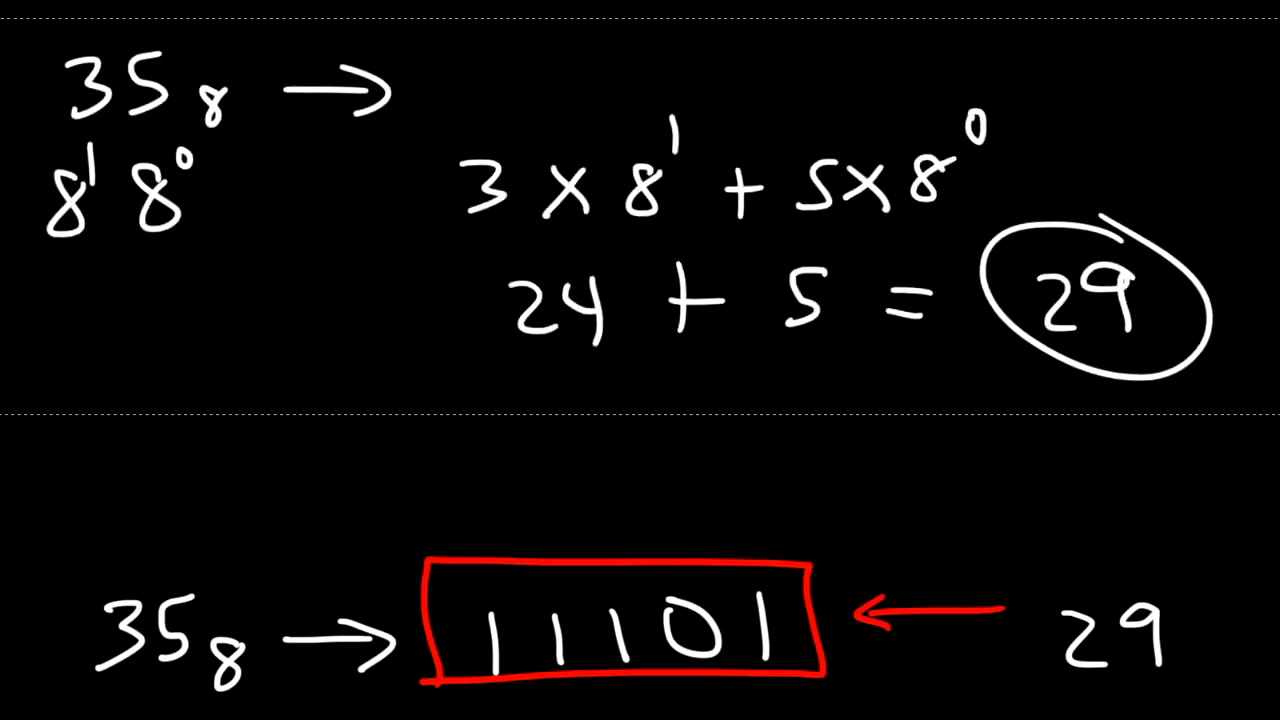 35₈ →
8¹ 8⁰
3 × 8¹ + 5 × 8⁰
24 + 5 = 29
35₈ → 11101 ← 29